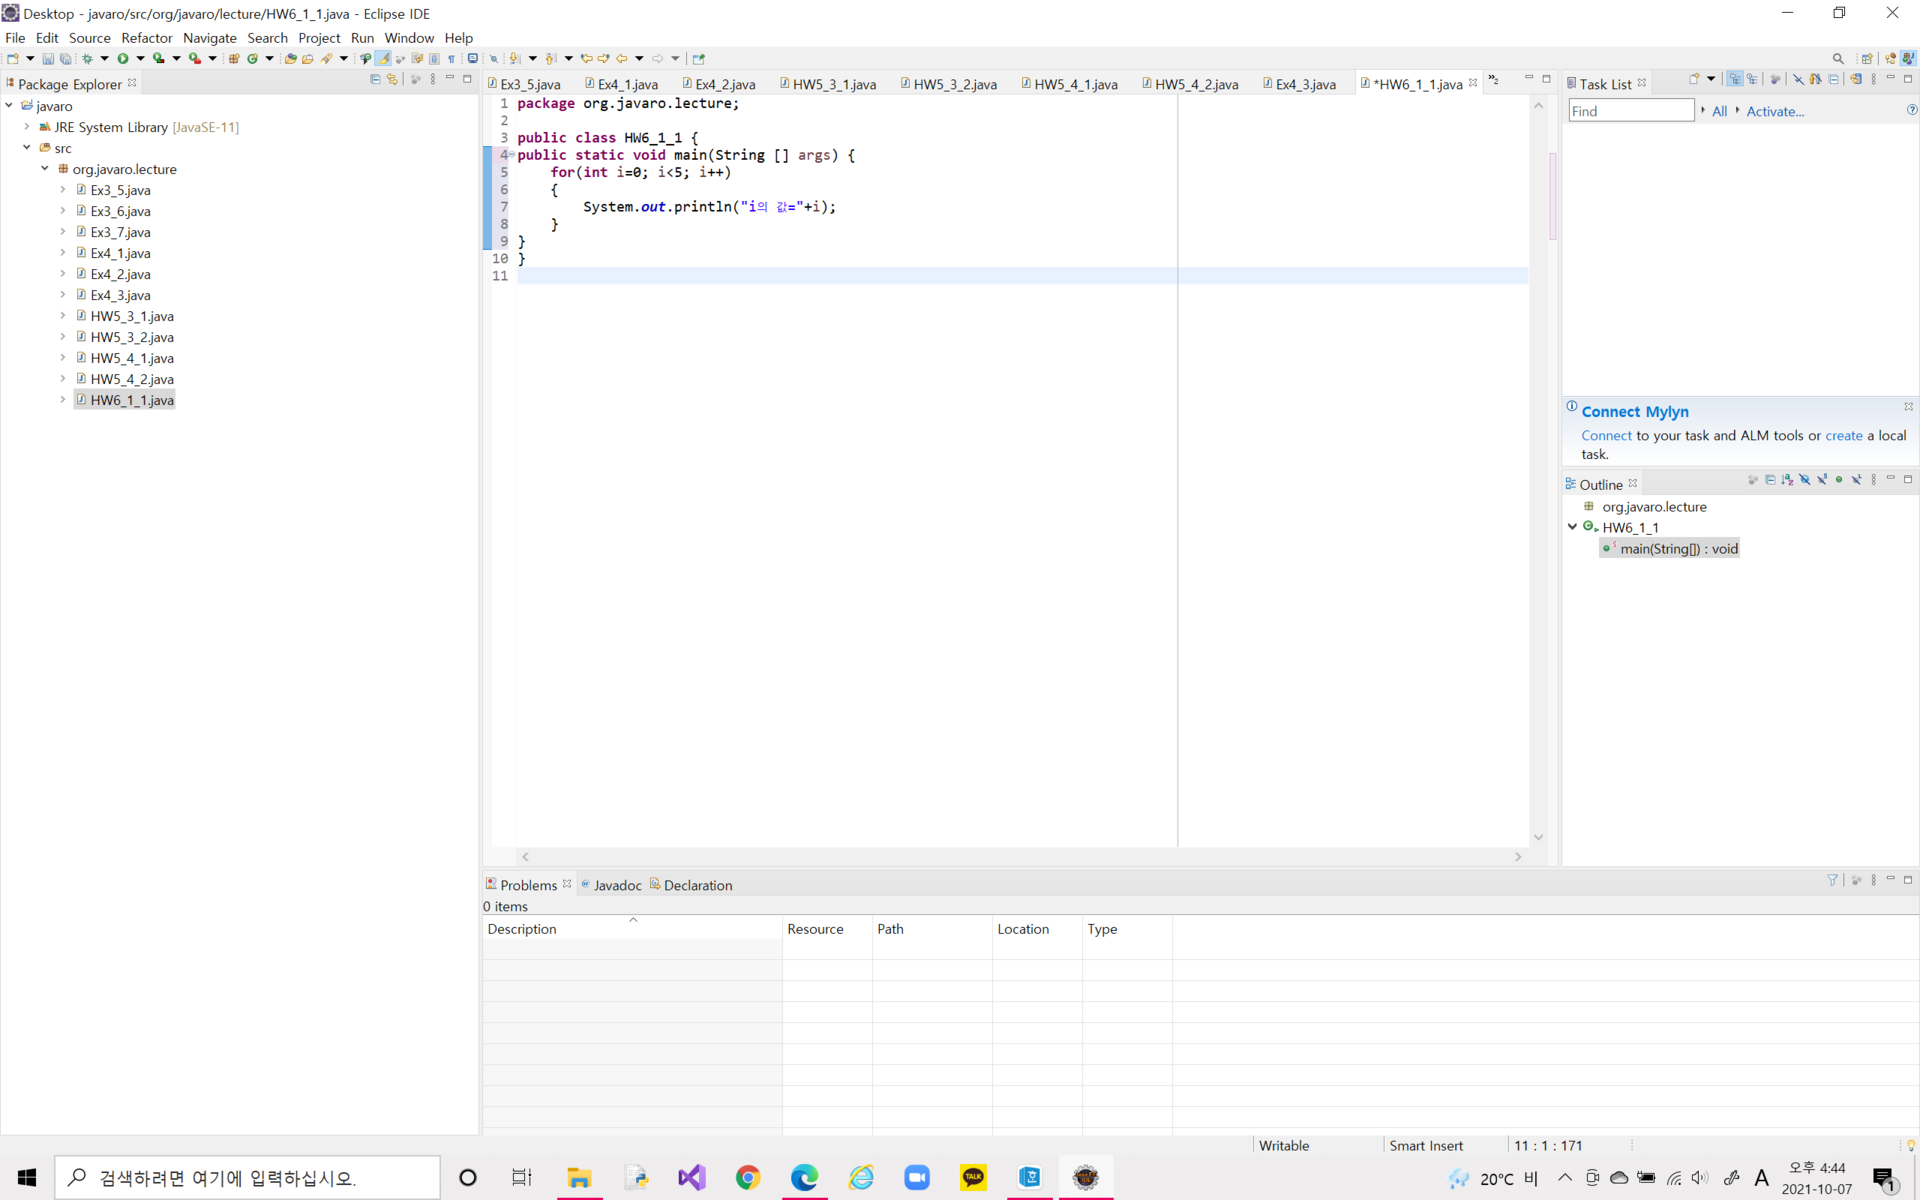 Desktop - javaro/src/org/javaro/lecture/HW6_1_1.java - Eclipse IDE
File Edit Source Refactor Navigate Search Project Run Window Help
Package Explorer
javaro
JRE System Library [JavaSE-11]
src
org.javaro.lecture
Ex3_5.java
Ex3_6.java
Ex3_7.java
Ex4_1.java
Ex4_2.java
Ex4_3.java
HW5_3_1.java
HW5_3_2.java
HW5_4_1.java
HW5_4_2.java
HW6_1_1.java
Ex3_5.java Ex4_1.java Ex4_2.java HW5_3_1.java HW5_3_2.java HW5_4_1.java HW5_4_2.java Ex4_3.java *HW6_1_1.java »2
1 package org.javaro.lecture;
2
3 public class HW6_1_1 {
4 public static void main(String [] args) {
5 for(int i=0; i<5; i++)
6 {
7 System.out.println("i의 값="+i);
8 }
9 }
10 }
11
Task List
Find All Activate...
Connect Mylyn
Connect to your task and ALM tools or create a local
task.
Outline
org.javaro.lecture
HW6_1_1
main(String[]) : void
Problems Javadoc Declaration
0 items
Description Resource Path Location Type
Writable Smart Insert 11 : 1 : 171
검색하려면 여기에 입력하십시오.
TALK
20°C 비
A
오후 4:44
2021-10-07
1